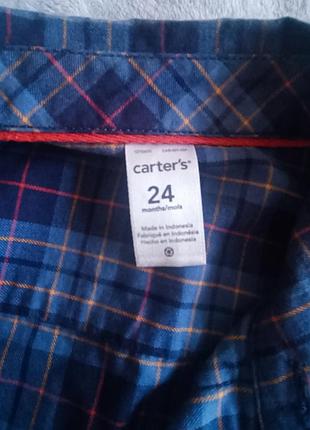 carter's®
24
months/mois
Made in Indonesia
Fabriqué en Indonésie
Hecho en Indonesia